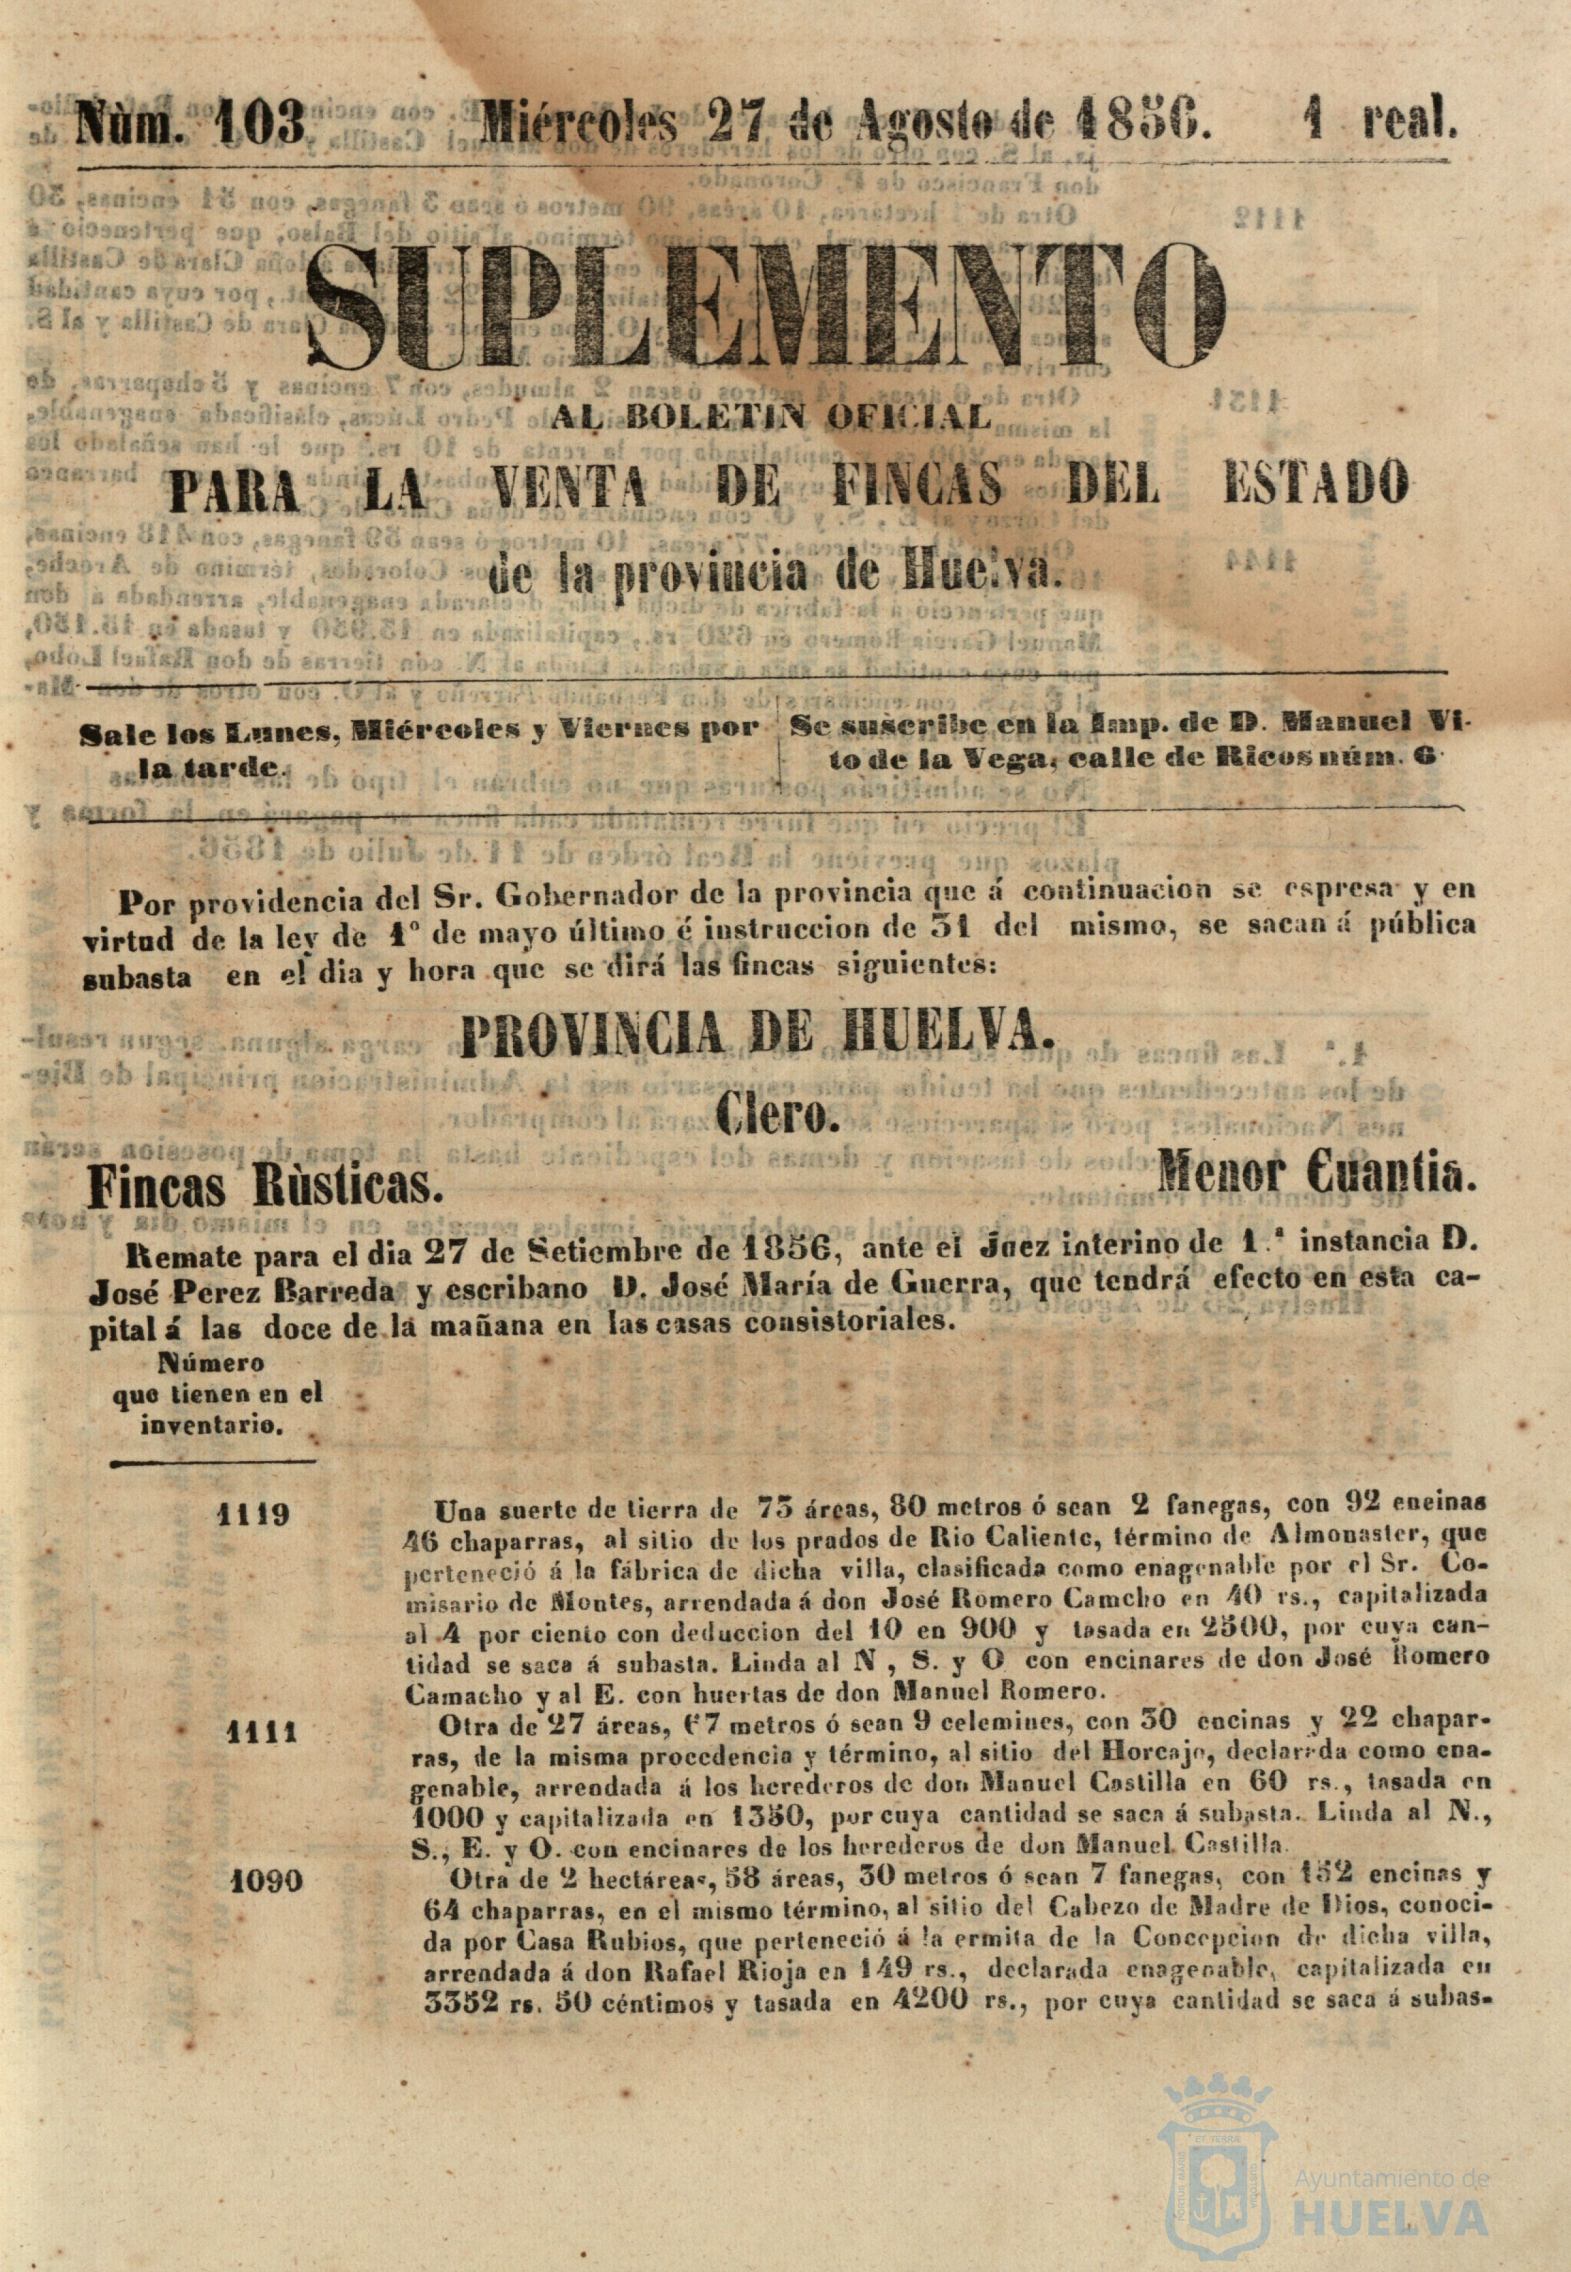 Nùm. 103 Miércoles 27 de Agosto de 1856. 1 real.
SUPLEMENTO
AL BOLETIN OFICIAL
PARA LA VENTA DE FINCAS DEL ESTADO
de la provincia de Huelva.
Sale los Lunes, Miércoles y Viernes por
la tarde.
Se suscribe en la Imp. de D. Manuel Vi-
to de la Vega, calle de Ricos núm. 6
Por providencia del Sr. Gobernador de la provincia que á continuacion se espresa y en
virtud de la ley de 1º de mayo último é instruccion de 31 del mismo, se sacan á pública
subasta en el dia y hora que se dirá las fincas siguientes:
PROVINCIA DE HUELVA.
Clero.
Fincas Rùsticas. Menor Cuantia.
Remate para el dia 27 de Setiembre de 1856, ante el Juez interino de 1.ª instancia D.
José Perez Barreda y escribano D. José María de Guerra, que tendrá efecto en esta ca-
pital á las doce de la mañana en las casas consistoriales.
Número
que tienen en el
inventario.
1119 Una suerte de tierra de 73 áreas, 80 metros ó sean 2 fanegas, con 92 encinas
46 chaparras, al sitio de los prados de Rio Caliente, término de Almonaster, que
perteneció á la fábrica de dicha villa, clasificada como enagenable por el Sr. Co-
misario de Montes, arrendada á don José Romero Camcho en 40 rs., capitalizada
al 4 por ciento con deduccion del 10 en 900 y tasada en 2500, por cuya can-
tidad se saca á subasta. Linda al N, S. y O con encinares de don José Romero
Camacho y al E. con huertas de don Manuel Romero.
1111 Otra de 27 áreas, 67 metros ó sean 9 celemines, con 30 encinas y 22 chapar-
ras, de la misma procedencia y término, al sitio del Horcajo, declarada como ena-
genable, arrendada á los herederos de don Manuel Castilla en 60 rs., tasada en
1000 y capitalizada en 1350, por cuya cantidad se saca á subasta. Linda al N.,
S., E. y O. con encinares de los herederos de don Manuel Castilla.
1090 Otra de 2 hectáreas, 58 áreas, 30 metros ó sean 7 fanegas, con 152 encinas y
64 chaparras, en el mismo término, al sitio del Cabezo de Madre de Dios, conoci-
da por Casa Rubios, que perteneció á la ermita de la Concepcion de dicha villa,
arrendada á don Rafael Rioja en 149 rs., declarada enagenable, capitalizada en
3352 rs. 50 céntimos y tasada en 4200 rs., por cuya cantidad se saca á subas-
Ayuntamiento de
HUELVA